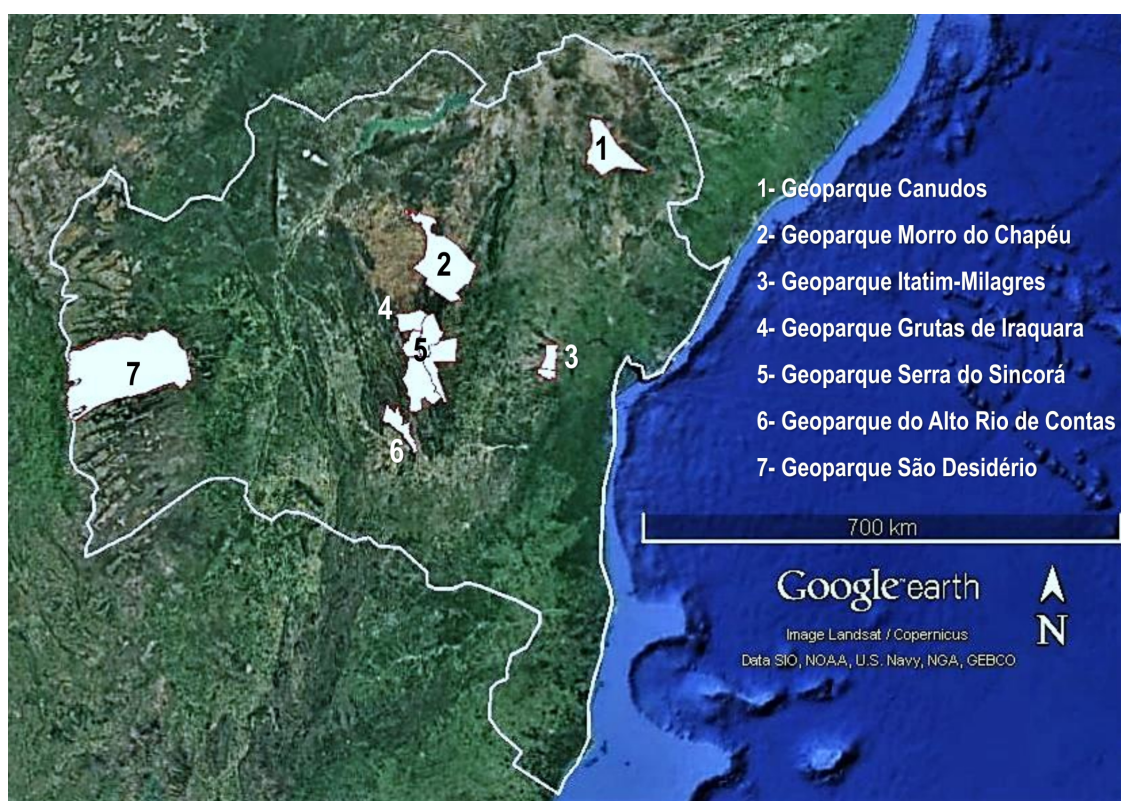 1
2
4
5
3
7
6
1- Geoparque Canudos
2- Geoparque Morro do Chapéu
3- Geoparque Itatim-Milagres
4- Geoparque Grutas de Iraquara
5- Geoparque Serra do Sincorá
6- Geoparque do Alto Rio de Contas
7- Geoparque São Desidério
700 km
Google earth
N
Image Landsat / Copernicus
Data SIO, NOAA, U.S. Navy, NGA, GEBCO